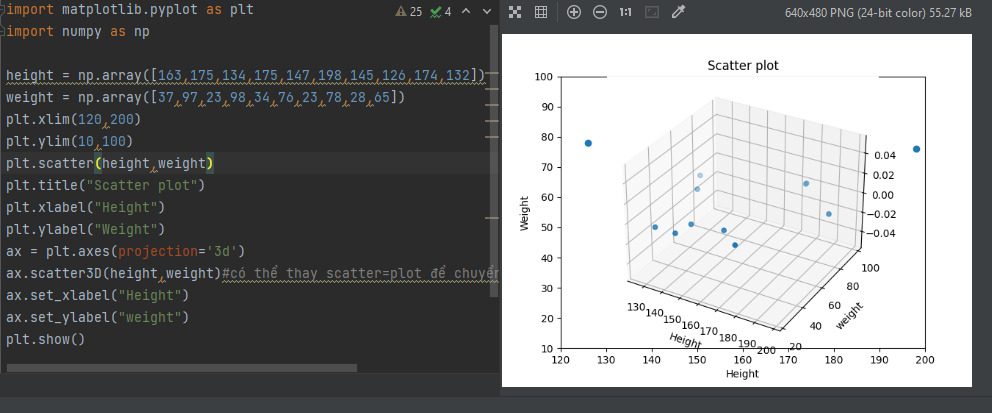 import matplotlib.pyplot as plt
25 4
import numpy as np
height = np.array([163,175,134,175,147,198,145,126,174,132])
weight = np.array([37,97,23,98,34,76,23,78,28,65])
plt.xlim(120,200)
plt.ylim(10,100)
plt.scatter(height,weight)
plt.title("Scatter plot")
plt.xlabel("Height")
plt.ylabel("Weight")
ax = plt.axes(projection='3d')
ax.scatter3D(height,weight)#có thể thay scatter=plot để chuyển
ax.set_xlabel("Height")
ax.set_ylabel("weight")
plt.show()
1:1
640x480 PNG (24-bit color) 55.27 kB
Scatter plot
100
90
80
70
60
50
40
30
20
10
Weight
0.04
0.02
0.00
−0.02
−0.04
100
80
60
40
20
weight
130 140 150 160 170 180 190 200
Height
120 130 140 150 160 170 180 190 200
Height